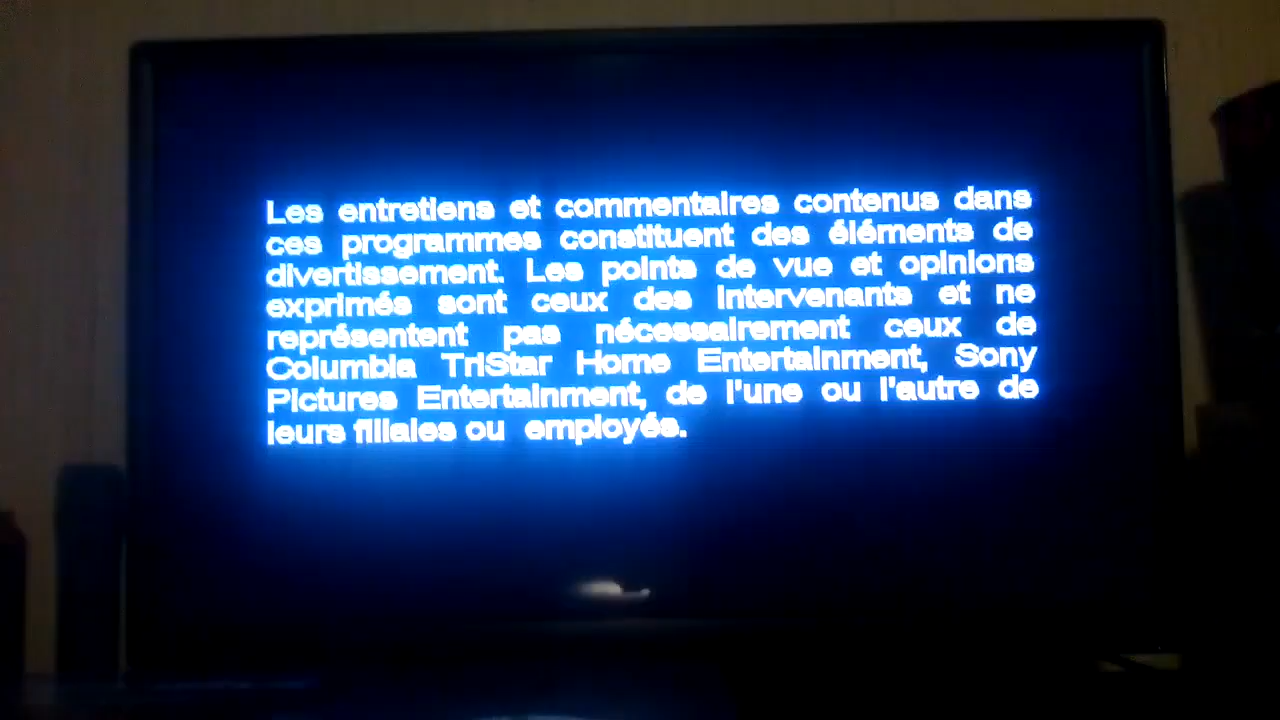 Les entretiens et commentaires contenus dans
ces programmes constituent des éléments de
divertissement. Les points de vue et opinions
exprimés sont ceux des intervenants et ne
représentent pas nécessairement ceux de
Columbia TriStar Home Entertainment, Sony
Pictures Entertainment, de l'une ou l'autre de
leurs filiales ou employés.